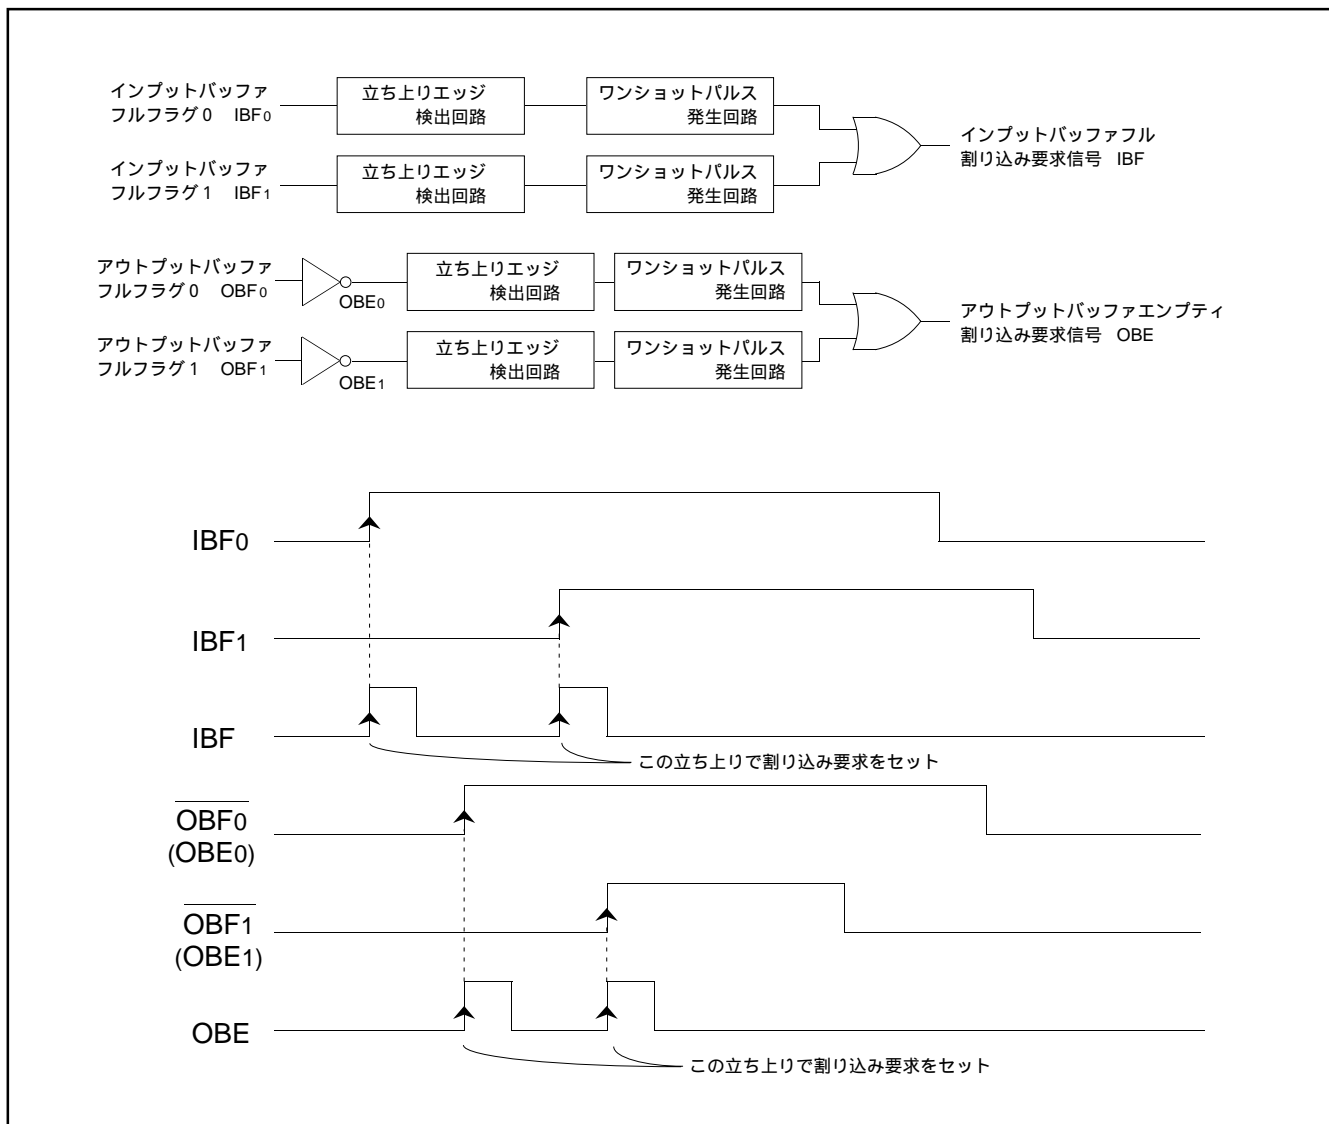 インプットバッファ
フルフラグ0 IBF0
立ち上りエッジ
検出回路
ワンショットパルス
発生回路
インプットバッファフル
割り込み要求信号 IBF
インプットバッファ
フルフラグ1 IBF1
立ち上りエッジ
検出回路
ワンショットパルス
発生回路
アウトプットバッファ
フルフラグ0 OBF0
OBE0
立ち上りエッジ
検出回路
ワンショットパルス
発生回路
アウトプットバッファエンプティ
割り込み要求信号 OBE
アウトプットバッファ
フルフラグ1 OBF1
OBE1
立ち上りエッジ
検出回路
ワンショットパルス
発生回路
IBF0
IBF1
IBF
この立ち上りで割り込み要求をセット
OBF0
(OBE0)
OBF1
(OBE1)
OBE
この立ち上りで割り込み要求をセット